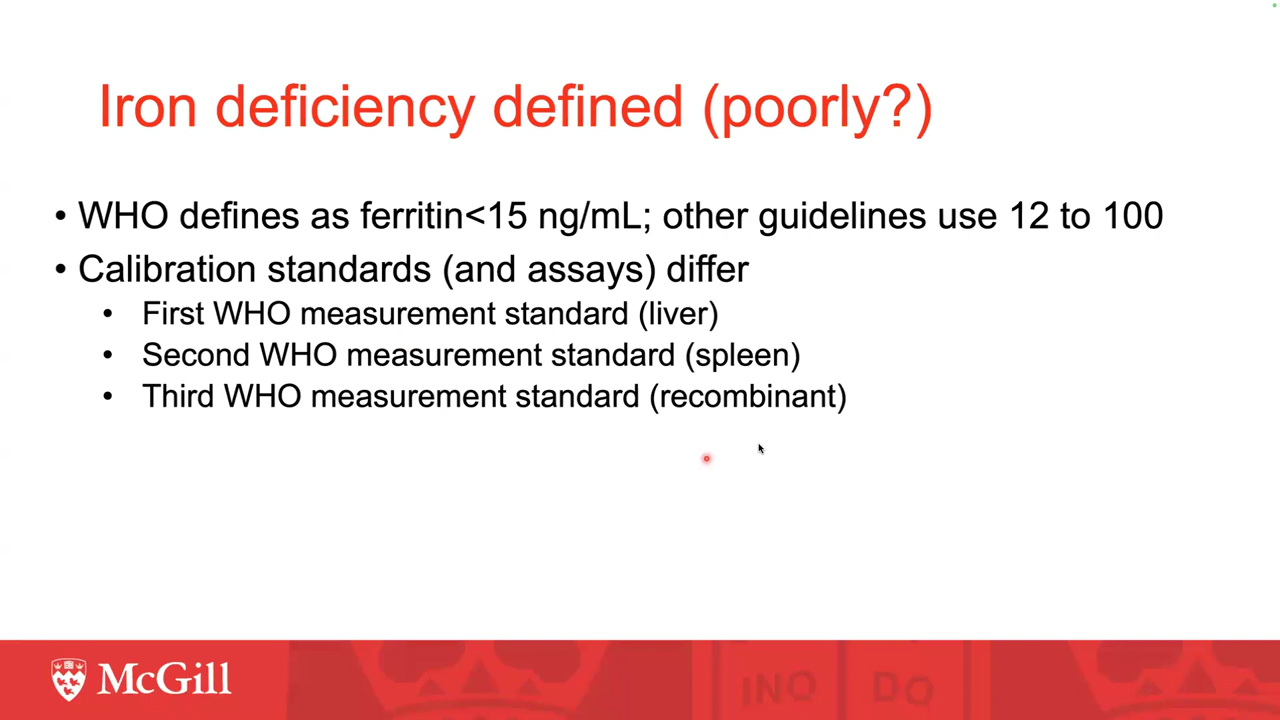 Iron deficiency defined (poorly?)
• WHO defines as ferritin<15 ng/mL; other guidelines use 12 to 100
• Calibration standards (and assays) differ
• First WHO measurement standard (liver)
• Second WHO measurement standard (spleen)
• Third WHO measurement standard (recombinant)
McGill
INO DO